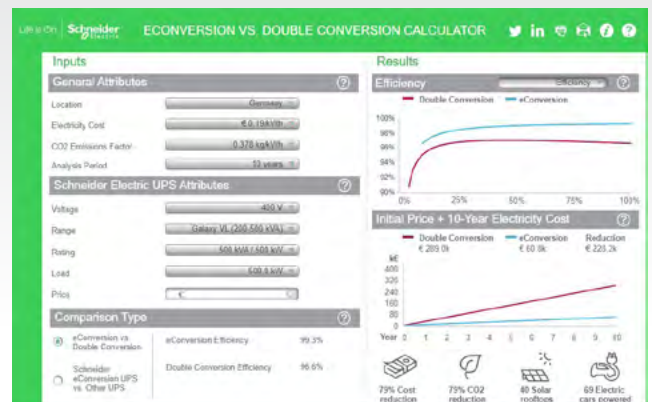 Life Is On Schneider Electric ECONVERSION VS. DOUBLE CONVERSION CALCULATOR
Inputs
General Attributes
Location Germany
Electricity Cost € 0.19/kWh
CO2 Emissions Factor 0.378 kg/kWh
Analysis Period 10 years
Schneider Electric UPS Attributes
Voltage 400 V
Range Galaxy VL (200-500 kVA)
Rating 500 kVA / 500 kW
Load
Price €
Comparison Type
eConversion vs
Double Conversion
eConversion Efficiency 99.3%
Schneider
eConversion UPS
vs. Other UPS
Double Conversion Efficiency 96.6%
Results
Efficiency Efficiency
Double Conversion eConversion
100%
98%
96%
94%
92%
90%
0% 25% 50% 75% 100%
Initial Price + 10-Year Electricity Cost
Double Conversion eConversion Reduction
€ 289.0k € 60.8k € 228.2k
k€
400
320
240
160
80
0
Year 0 1 2 3 4 5 6 7 8 9 10
79% Cost
reduction
79% CO2
reduction
40 Solar
rooftops
69 Electric
cars powered